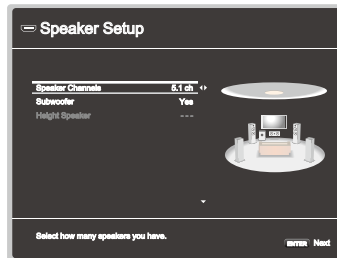 Speaker Setup
Speaker Channels 5.1 ch
Subwoofer Yes
Height Speaker ---
Select how many speakers you have.
ENTER Next